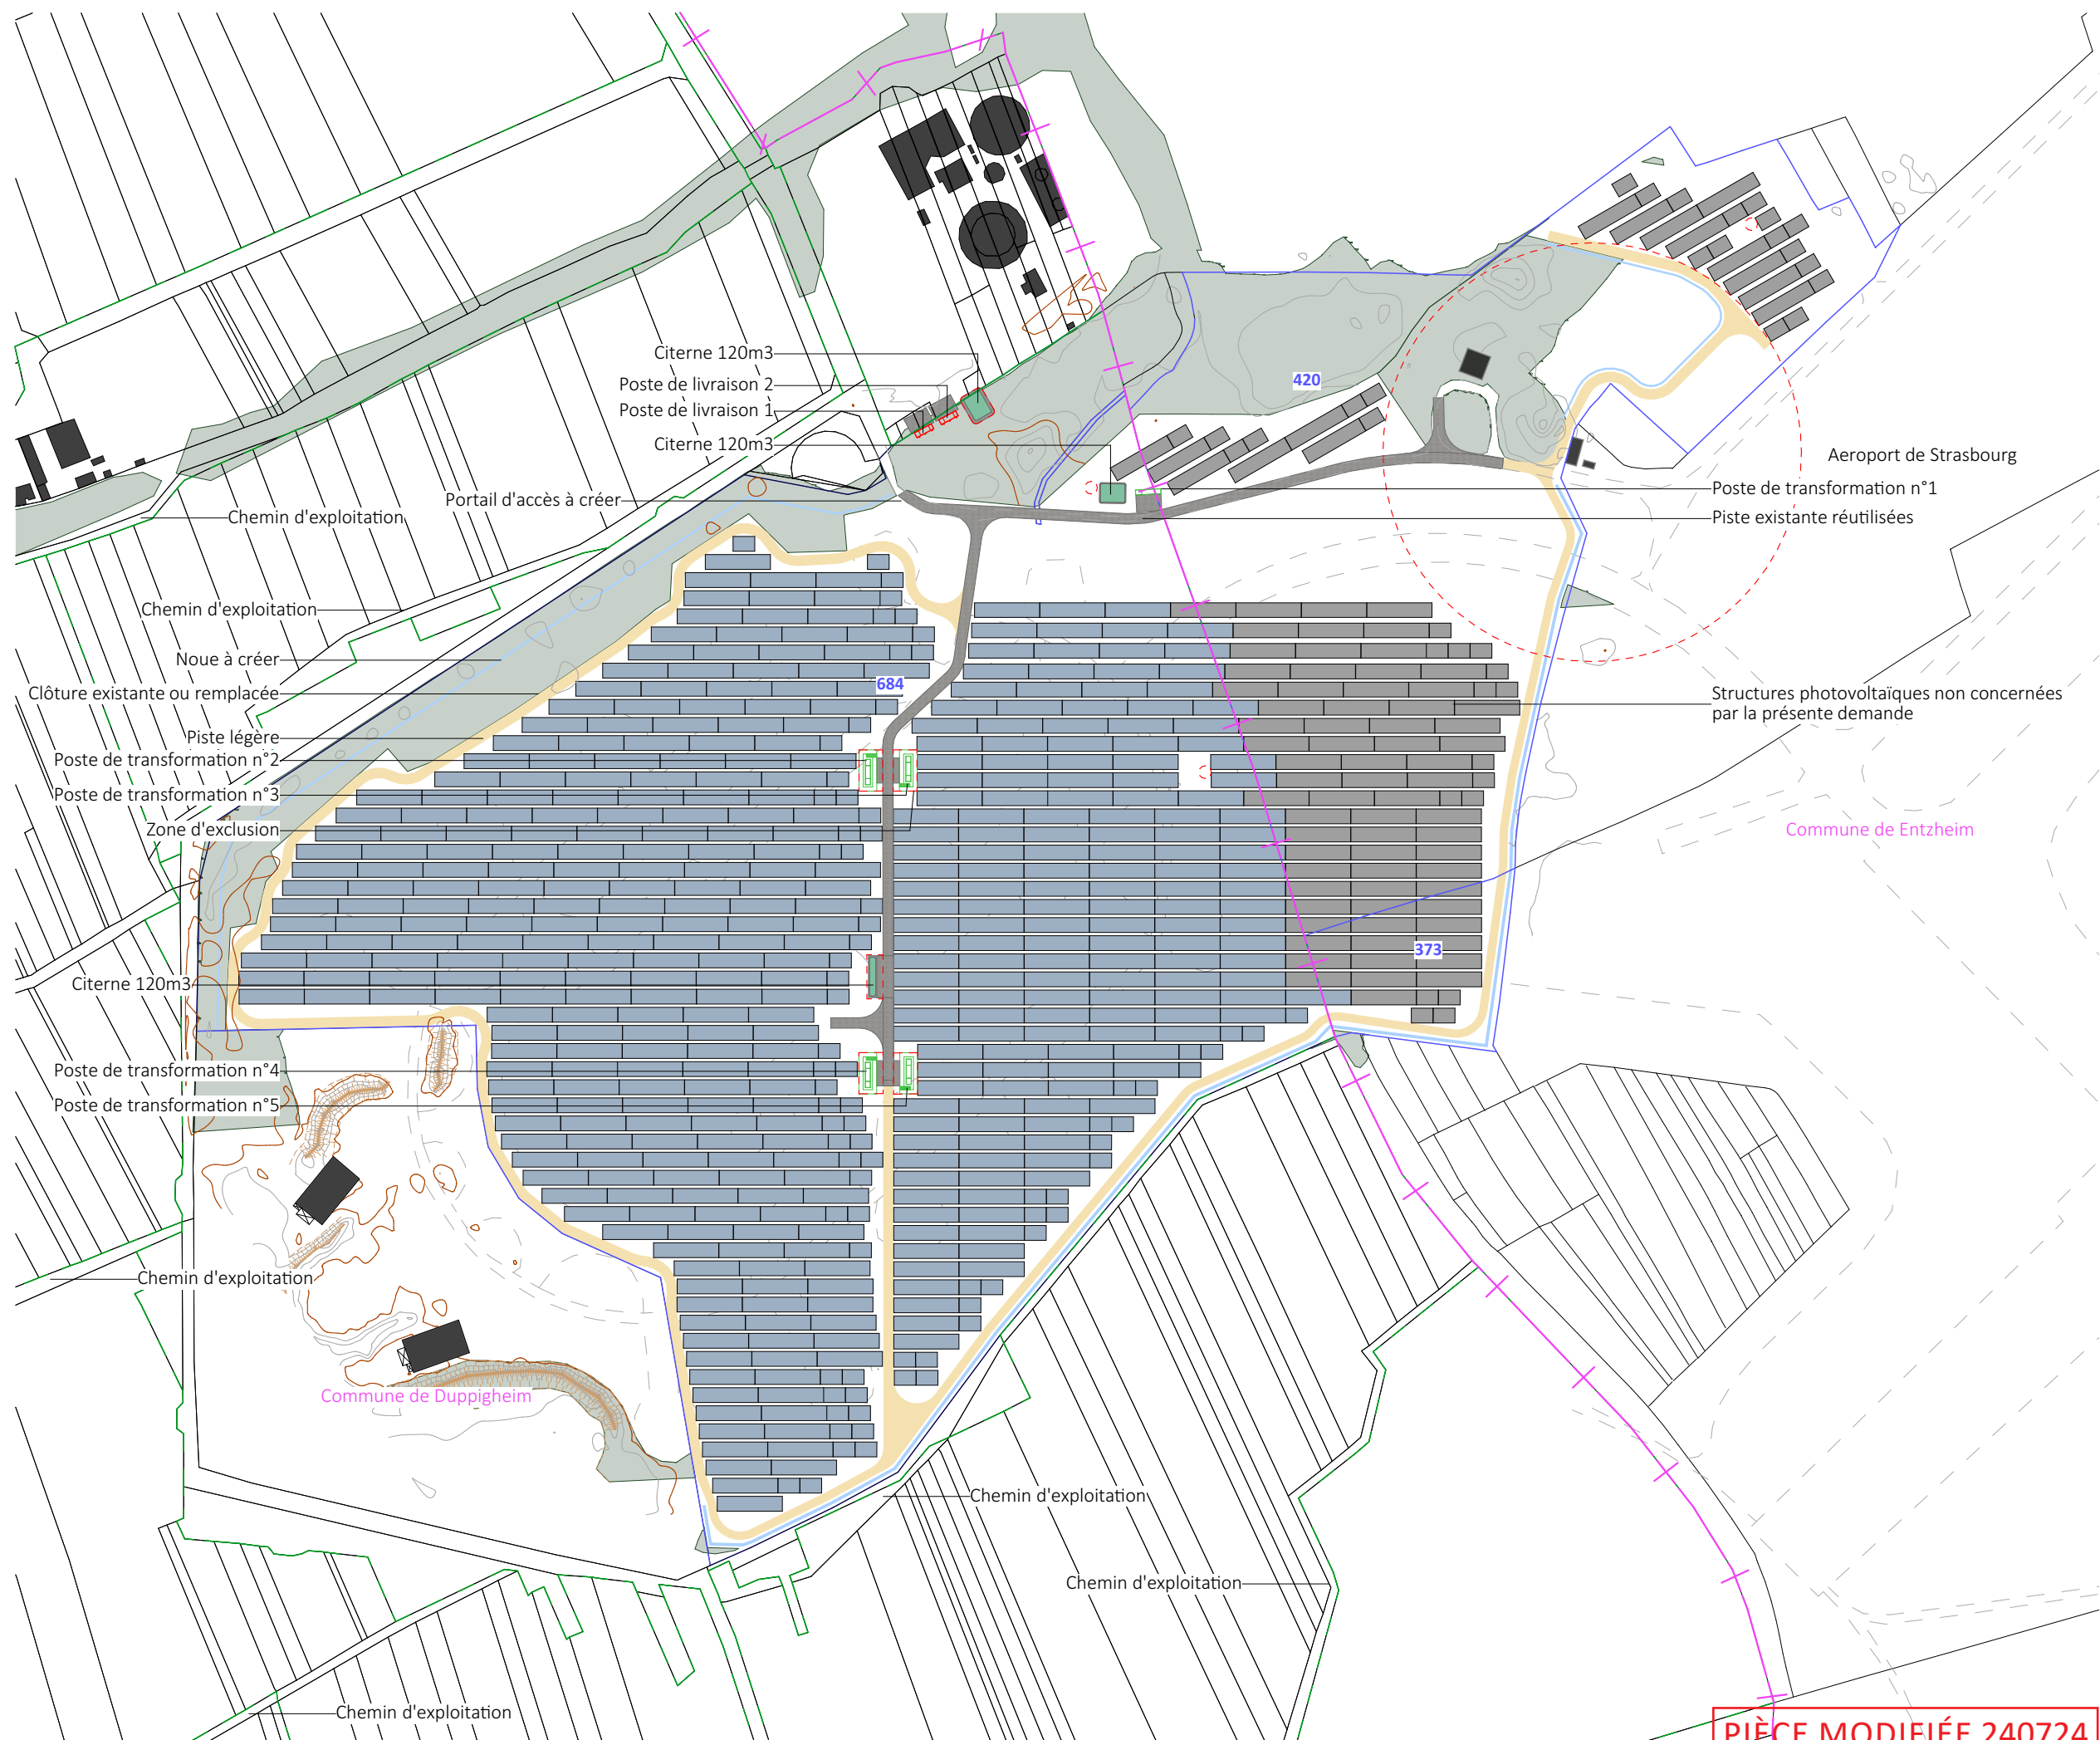 Citerne 120m3
Poste de livraison 2
420
Poste de livraison 1
Citerne 120m3
Aeroport de Strasbourg
Poste de transformation n°1
Portail d'accès à créer
Chemin d'exploitation
Piste existante réutilisées
Chemin d'exploitation
Noue à créer
684
Clôture existante ou remplacée
Structures photovoltaïques non concernées
par la présente demande
Piste légère
Poste de transformation n°2
Poste de transformation n°3
Zone d'exclusion
Commune de Entzheim
373
Citerne 120m3
Poste de transformation n°4
Poste de transformation n°5
Chemin d'exploitation
Commune de Duppigheim
Chemin d'exploitation
Chemin d'exploitation
Chemin d'exploitation
PIÈCE MODIFIÉE 240724